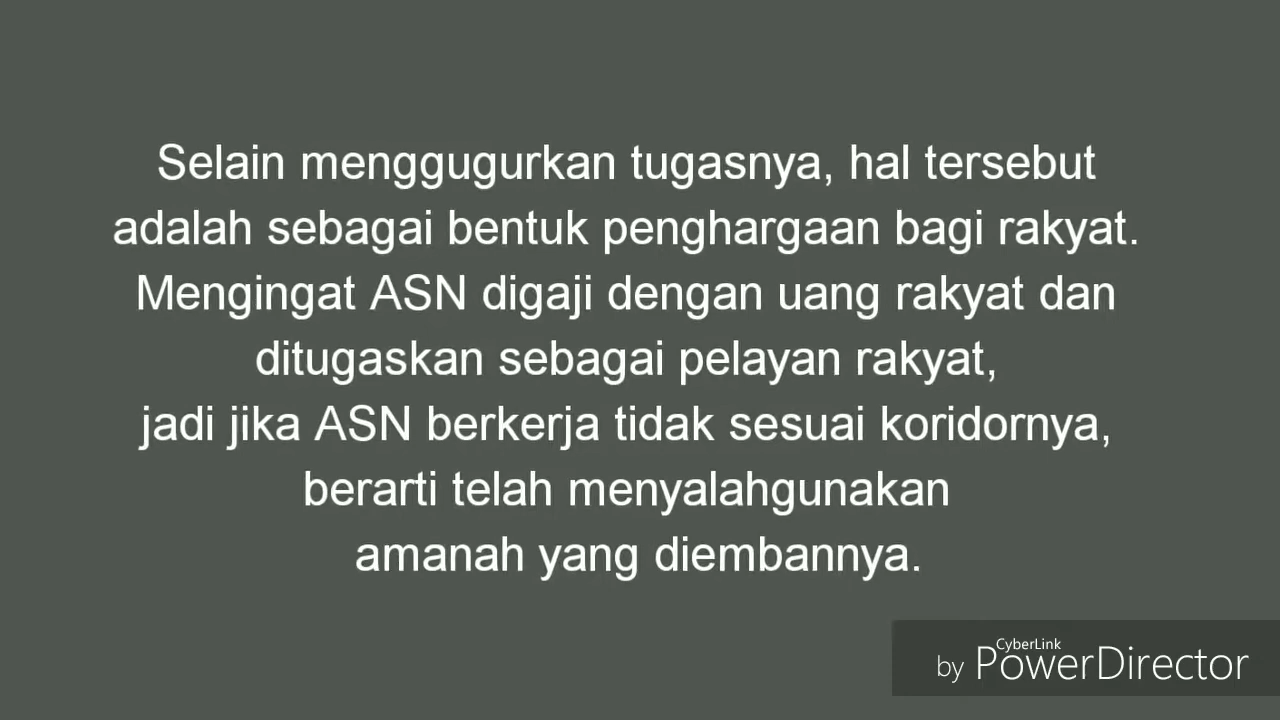 Selain menggugurkan tugasnya, hal tersebut
adalah sebagai bentuk penghargaan bagi rakyat.
Mengingat ASN digaji dengan uang rakyat dan
ditugaskan sebagai pelayan rakyat,
jadi jika ASN berkerja tidak sesuai koridornya,
berarti telah menyalahgunakan
amanah yang diembannya.
CyberLink
by PowerDirector